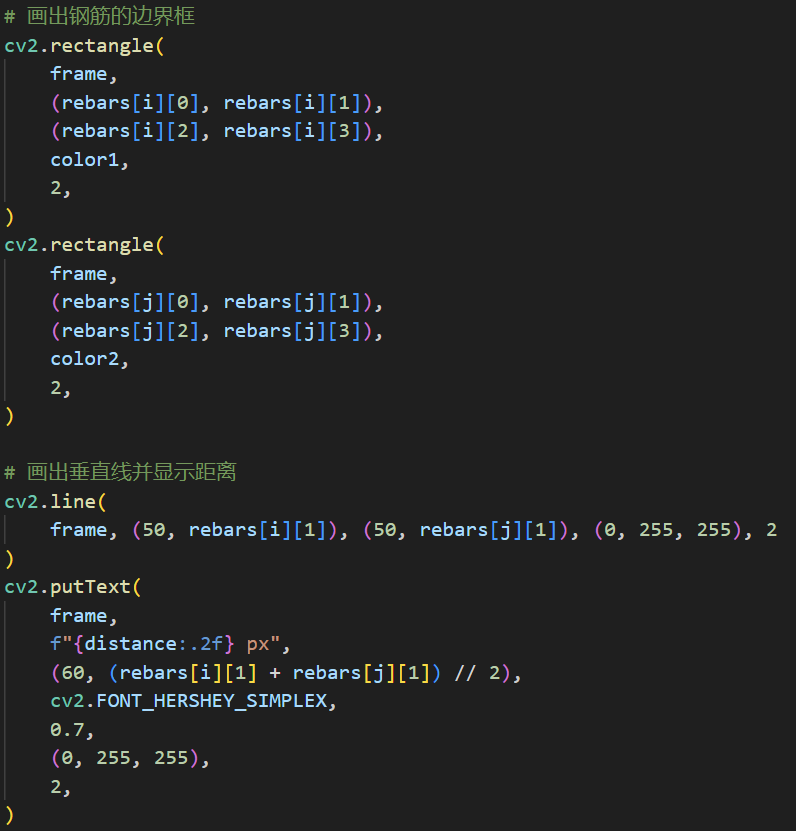 # 画出钢筋的边界框
cv2.rectangle(
    frame,
    (rebars[i][0], rebars[i][1]),
    (rebars[i][2], rebars[i][3]),
    color1,
    2,
)
cv2.rectangle(
    frame,
    (rebars[j][0], rebars[j][1]),
    (rebars[j][2], rebars[j][3]),
    color2,
    2,
)
# 画出垂直线并显示距离
cv2.line(
    frame, (50, rebars[i][1]), (50, rebars[j][1]), (0, 255, 255), 2
)
cv2.putText(
    frame,
    f"{distance:.2f} px",
    (60, (rebars[i][1] + rebars[j][1]) // 2),
    cv2.FONT_HERSHEY_SIMPLEX,
    0.7,
    (0, 255, 255),
    2,
)